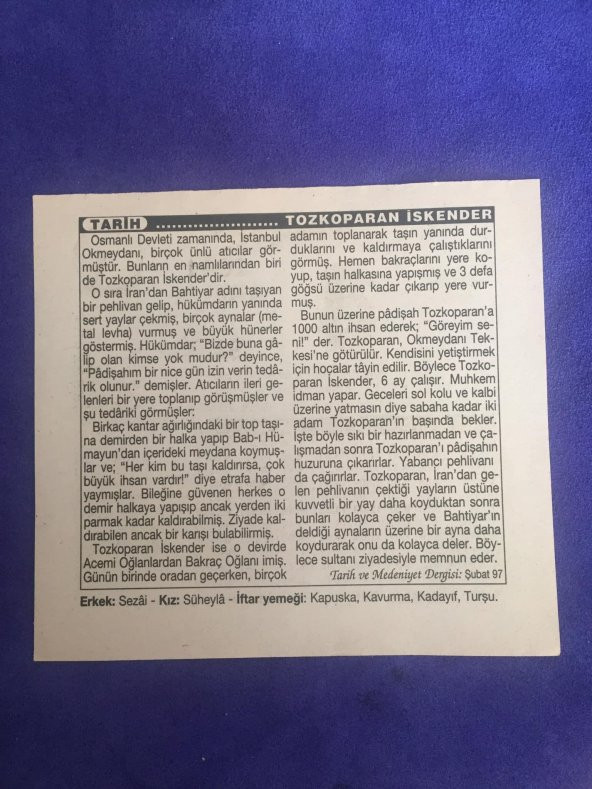 TARİH ...................... TOZKOPARAN İSKENDER
Osmanlı Devleti zamanında, İstanbul
Okmeydanı, birçok ünlü atıcılar gör-
müştür. Bunların en namlılarından biri
de Tozkoparan İskender'dir.
O sıra İran'dan Bahtiyar adını taşıyan
bir pehlivan gelip, hükümdarın yanında
sert yaylar çekmiş, birçok aynalar (me-
tal levha) vurmuş ve büyük hünerler
göstermiş. Hükümdar; "Bizde buna gâ-
lip olan kimse yok mudur?" deyince,
"Pâdişahım bir nice gün izin verin tedâ-
rik olunur." demişler. Atıcıların ileri ge-
lenleri bir yere toplanıp görüşmüşler ve
şu tedâriki görmüşler:
Birkaç kantar ağırlığındaki bir top taşı-
na demirden bir halka yapıp Bab-ı Hü-
mayun'dan içerideki meydana koymuş-
lar ve; "Her kim bu taşı kaldırırsa, çok
büyük ihsan vardır!" diye etrafa haber
yaymışlar. Bileğine güvenen herkes o
demir halkaya yapışıp ancak yerden iki
parmak kadar kaldırabilmiş. Ziyade kal-
dırabilen ancak bir karışı bulabilirmiş.
Tozkoparan İskender ise o devirde
Acemi Oğlanlardan Bakraç Oğlanı imiş.
Günün birinde oradan geçerken, birçok
adamın toplanarak taşın yanında dur-
duklarını ve kaldırmaya çalıştıklarını
görmüş. Hemen bakraçlarını yere ko-
yup, taşın halkasına yapışmış ve 3 defa
göğsü üzerine kadar çıkarıp yere vur-
muş.
Bunun üzerine pâdişah Tozkoparan'a
1000 altın ihsan ederek; "Göreyim se-
ni!" der. Tozkoparan, Okmeydanı Tek-
kesi'ne götürülür. Kendisini yetiştirmek
için hocalar tâyin edilir. Böylece Tozko-
paran İskender, 6 ay çalışır. Muhkem
idman yapar. Geceleri sol kolu ve kalbi
üzerine yatmasın diye sabaha kadar iki
adam Tozkoparan'ın başında bekler.
İşte böyle sıkı bir hazırlanmadan ve ça-
lışmadan sonra Tozkoparan'ı pâdişahın
huzuruna çıkarırlar. Yabancı pehlivanı
da çağırırlar. Tozkoparan, İran'dan ge-
len pehlivanın çektiği yayların üstüne
kuvvetli bir yay daha koyduktan sonra
bunları kolayca çeker ve Bahtiyar'ın
deldiği aynaların üzerine bir ayna daha
koydurarak onu da kolayca deler. Böy-
lece sultanı ziyadesiyle memnun eder.
Tarih ve Medeniyet Dergisi: Şubat 97
Erkek: Sezâi - Kız: Süheylâ - İftar yemeği: Kapuska, Kavurma, Kadayıf, Turşu.